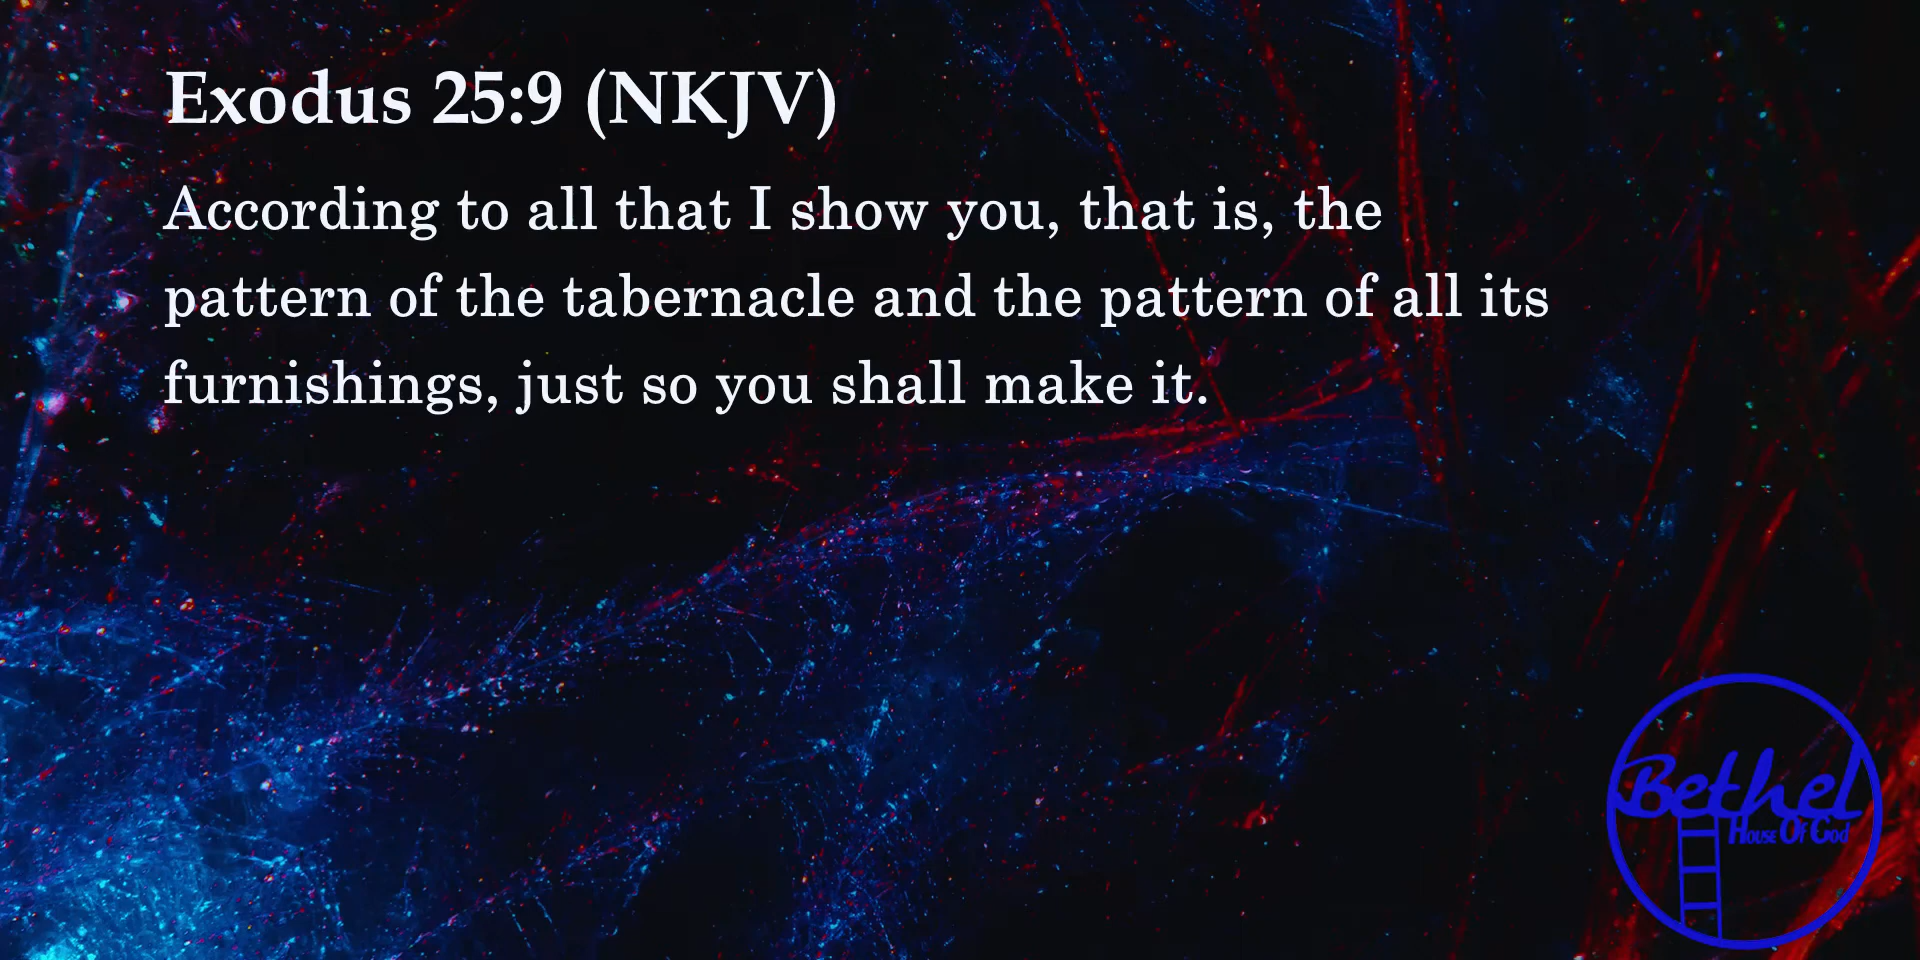 Exodus 25:9 (NKJV)
According to all that I show you, that is, the
pattern of the tabernacle and the pattern of all its
furnishings, just so you shall make it.
Bethel
House Of God